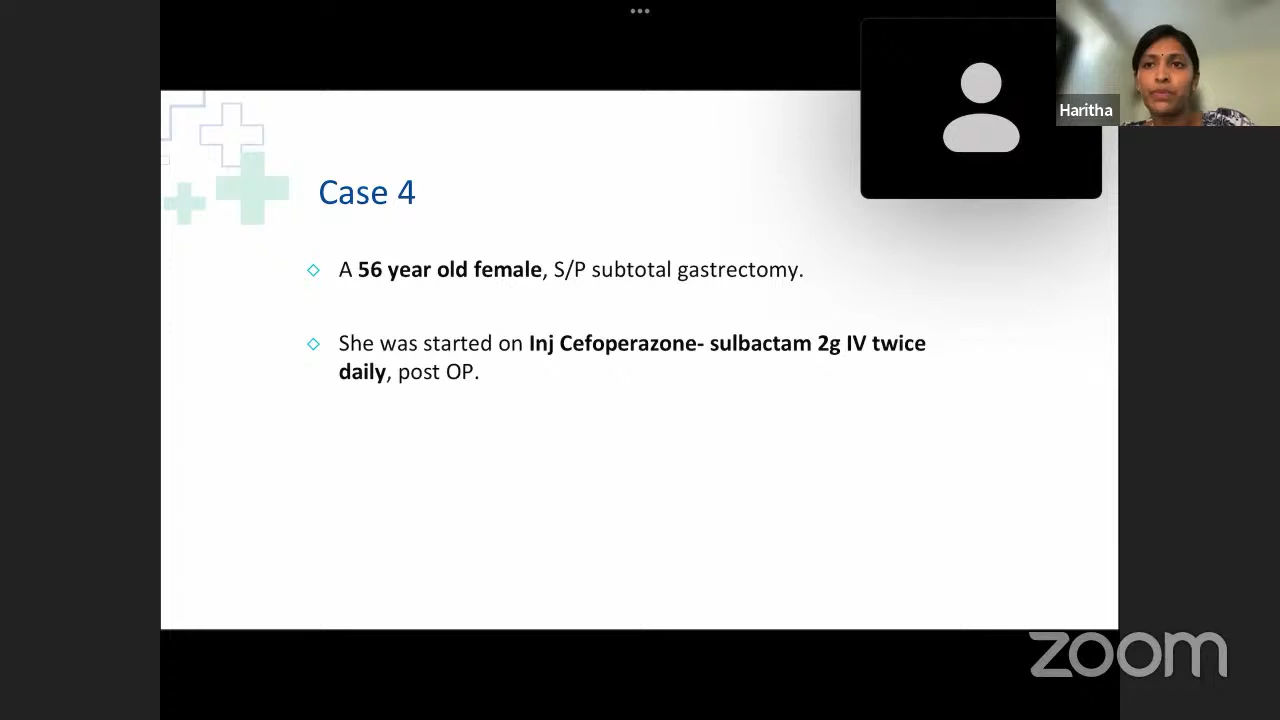 Haritha
Case 4
A 56 year old female, S/P subtotal gastrectomy.
She was started on Inj Cefoperazone- sulbactam 2g IV twice
daily, post OP.
zoom